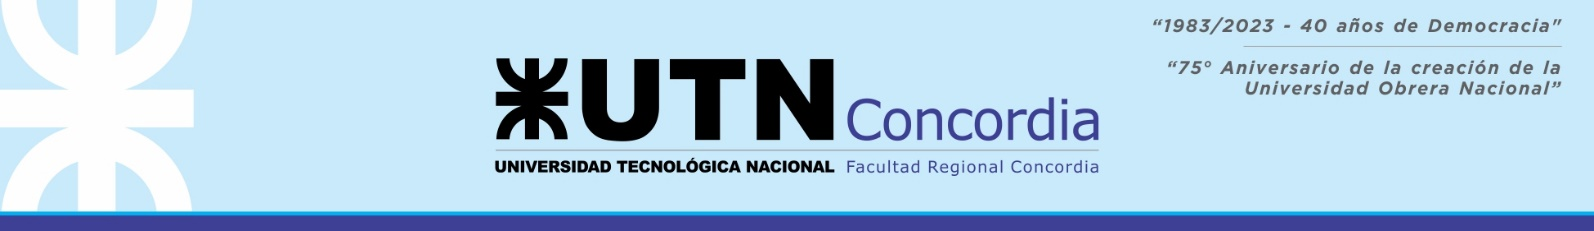 “1983/2023 - 40 años de Democracia"
“75° Aniversario de la creación de la
Universidad Obrera Nacional”
UTN Concordia
UNIVERSIDAD TECNOLÓGICA NACIONAL Facultad Regional Concordia